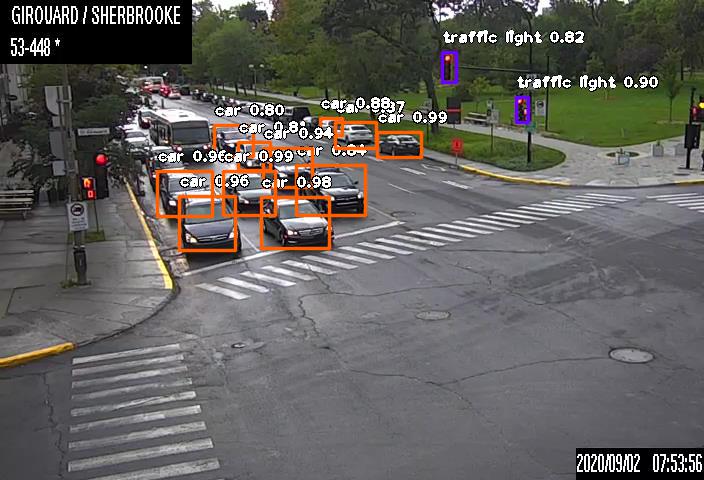 GIROUARD / SHERBROOKE
53-448 *
traffic light 0.82
traffic light 0.90
car 0.80
car 0.88
car 0.99
car 0.94
car 0.99
car 0.96
car 0.98
2020/09/02 07:53:56